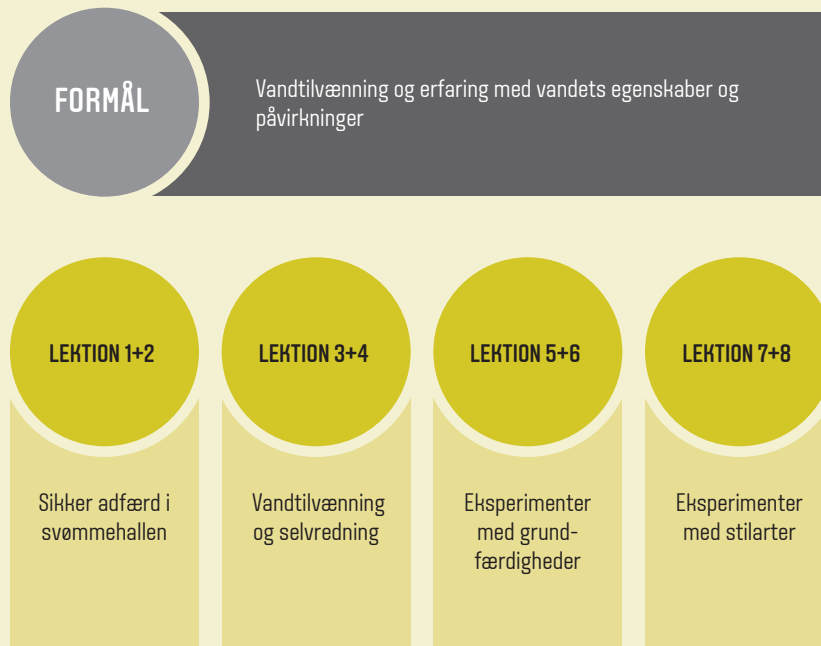 FORMÅL
Vandtilvænning og erfaring med vandets egenskaber og
påvirkninger
LEKTION 1+2
Sikker adfærd i
svømmehallen
LEKTION 3+4
Vandtilvænning
og selvredning
LEKTION 5+6
Eksperimenter
med grund-
færdigheder
LEKTION 7+8
Eksperimenter
med stilarter